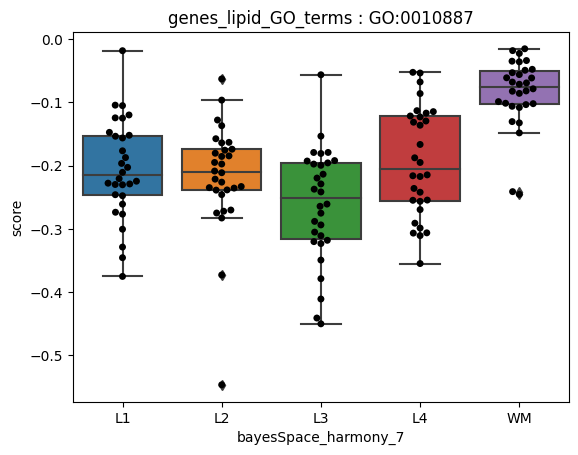 genes_lipid_GO_terms : GO:0010887
0.0
−0.1
−0.2
−0.3
−0.4
−0.5
score
L1 L2 L3 L4 WM
bayesSpace_harmony_7